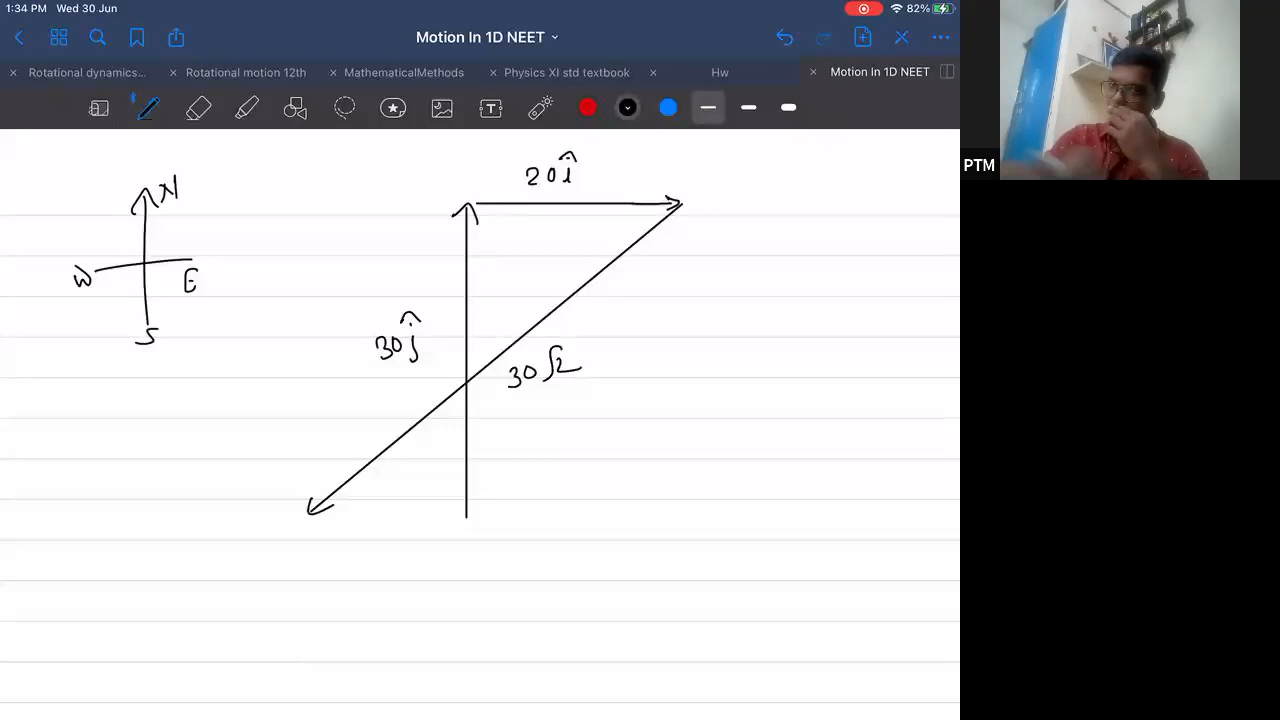 1:34 PM Wed 30 Jun
82%
Motion In 1D NEET
Rotational dynamics...
Rotational motion 12th
MathematicalMethods
Physics XI std textbook
Hw
Motion In 1D NEET
T
PTM
N
W E
S
20î
30ĵ
30√2